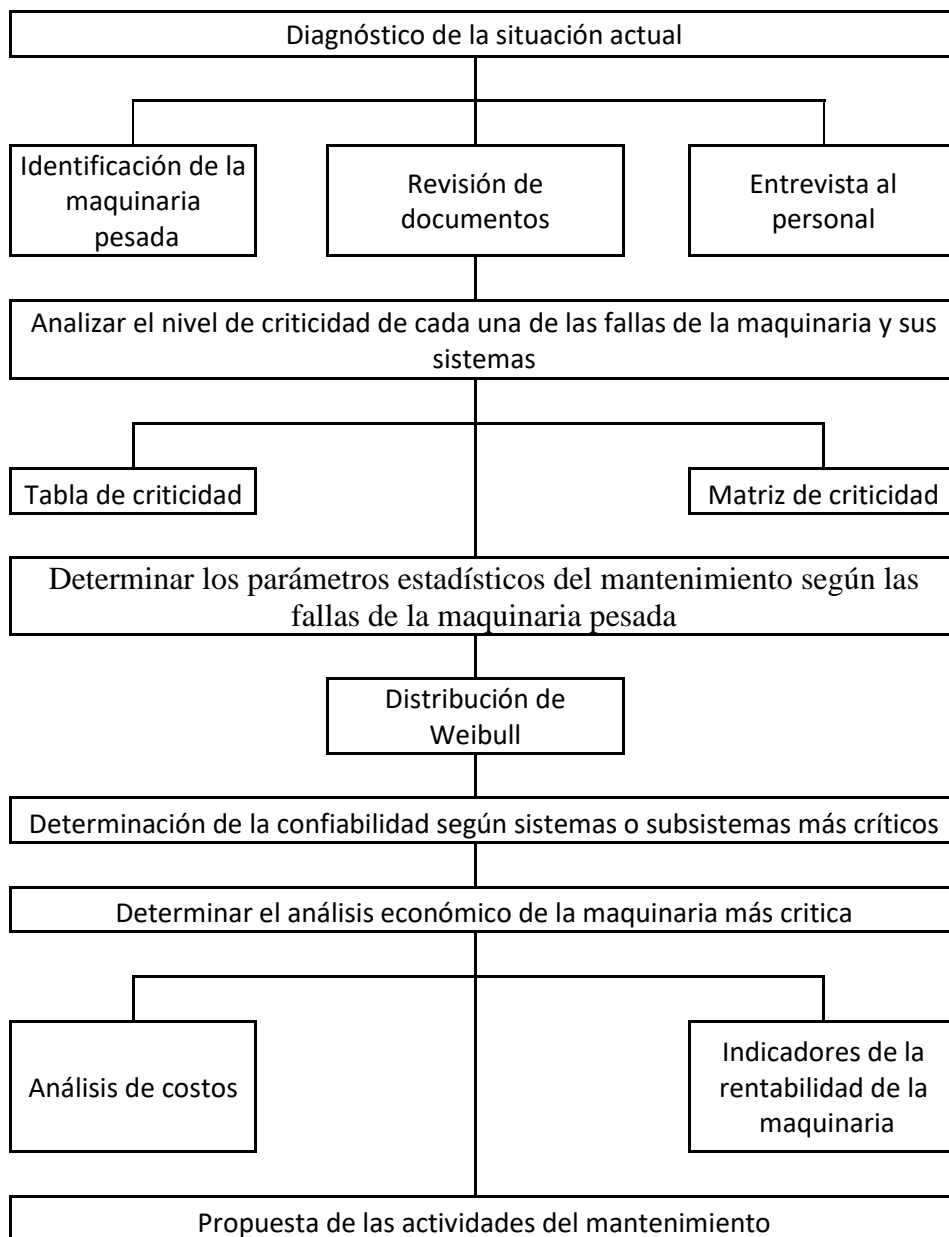 Diagnóstico de la situación actual
Identificación de la
maquinaria
pesada
Revisión de
documentos
Entrevista al
personal
Analizar el nivel de criticidad de cada una de las fallas de la maquinaria y sus
sistemas
Tabla de criticidad
Matriz de criticidad
Determinar los parámetros estadísticos del mantenimiento según las
fallas de la maquinaria pesada
Distribución de
Weibull
Determinación de la confiabilidad según sistemas o subsistemas más críticos
Determinar el análisis económico de la maquinaria más critica
Análisis de costos
Indicadores de la
rentabilidad de la
maquinaria
Propuesta de las actividades del mantenimiento